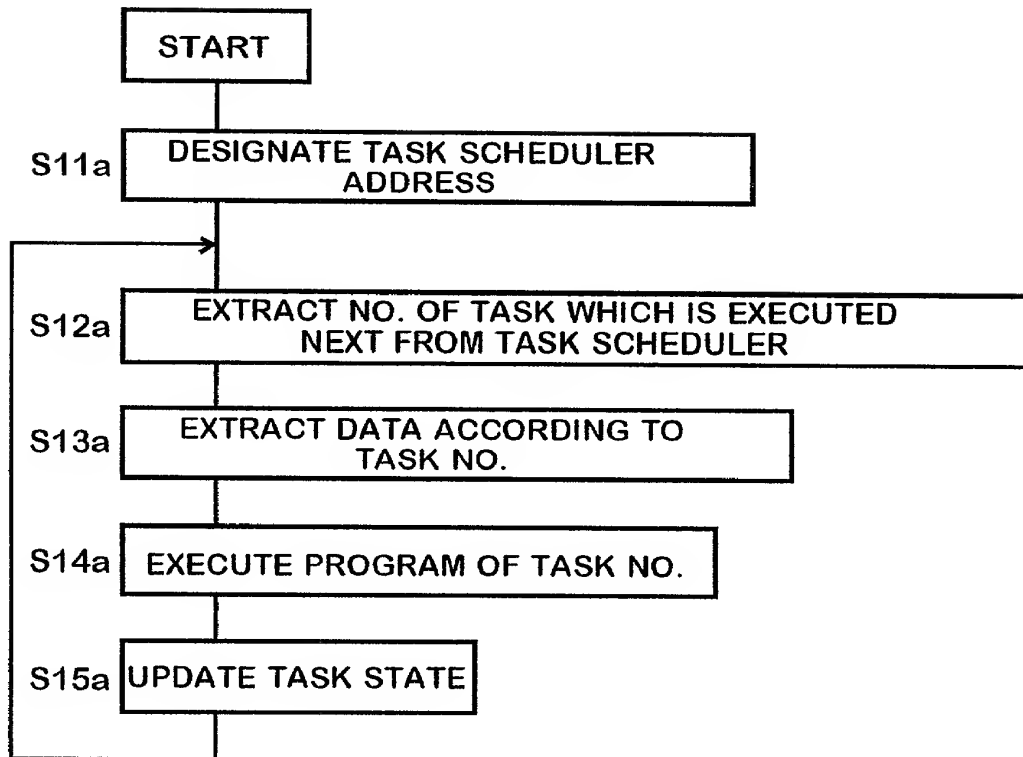 START
S11a
DESIGNATE TASK SCHEDULER
ADDRESS
S12a
EXTRACT NO. OF TASK WHICH IS EXECUTED
NEXT FROM TASK SCHEDULER
S13a
EXTRACT DATA ACCORDING TO
TASK NO.
S14a
EXECUTE PROGRAM OF TASK NO.
S15a
UPDATE TASK STATE